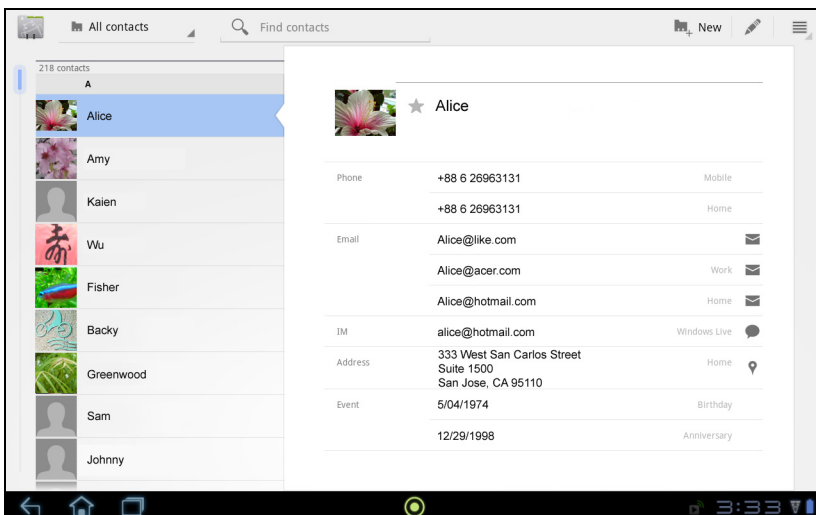 All contacts
Find contacts
New
218 contacts
A
Alice
Amy
Kaien
Wu
Fisher
Backy
Greenwood
Sam
Johnny
Alice
Phone +88 6 26963131 Mobile
+88 6 26963131 Home
Email Alice@like.com
Alice@acer.com Work
Alice@hotmail.com Home
IM alice@hotmail.com Windows Live
Address 333 West San Carlos Street Home
Suite 1500
San Jose, CA 95110
Event 5/04/1974 Birthday
12/29/1998 Anniversary
3:33